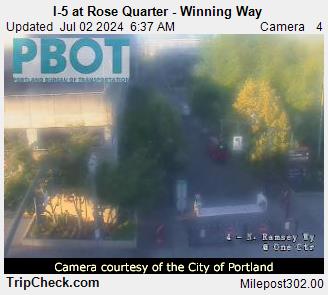 I-5 at Rose Quarter - Winning Way
Updated Jul 02 2024 6:37 AM Camera 4
PBOT
PORTLAND BUREAU OF TRANSPORTATION
4 - N. Ramsey Wy
@ One Ctr
Camera courtesy of the City of Portland
TripCheck.com Milepost302.00